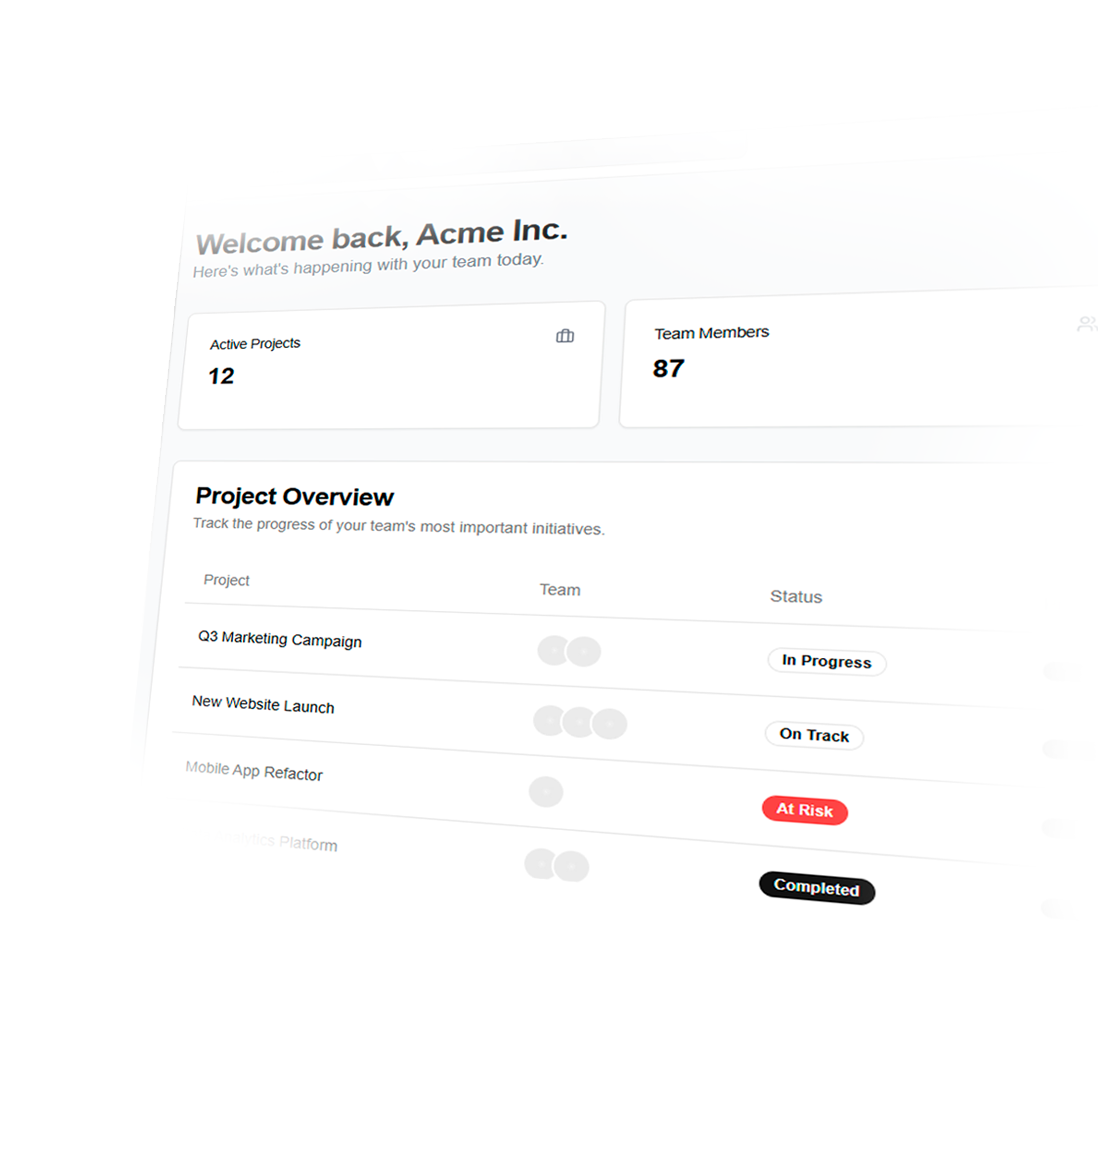 Welcome back, Acme Inc.
Here's what's happening with your team today.
Active Projects
12
Team Members
87
Project Overview
Track the progress of your team's most important initiatives.
Project Team Status
Q3 Marketing Campaign In Progress
New Website Launch On Track
Mobile App Refactor At Risk
Platform Completed